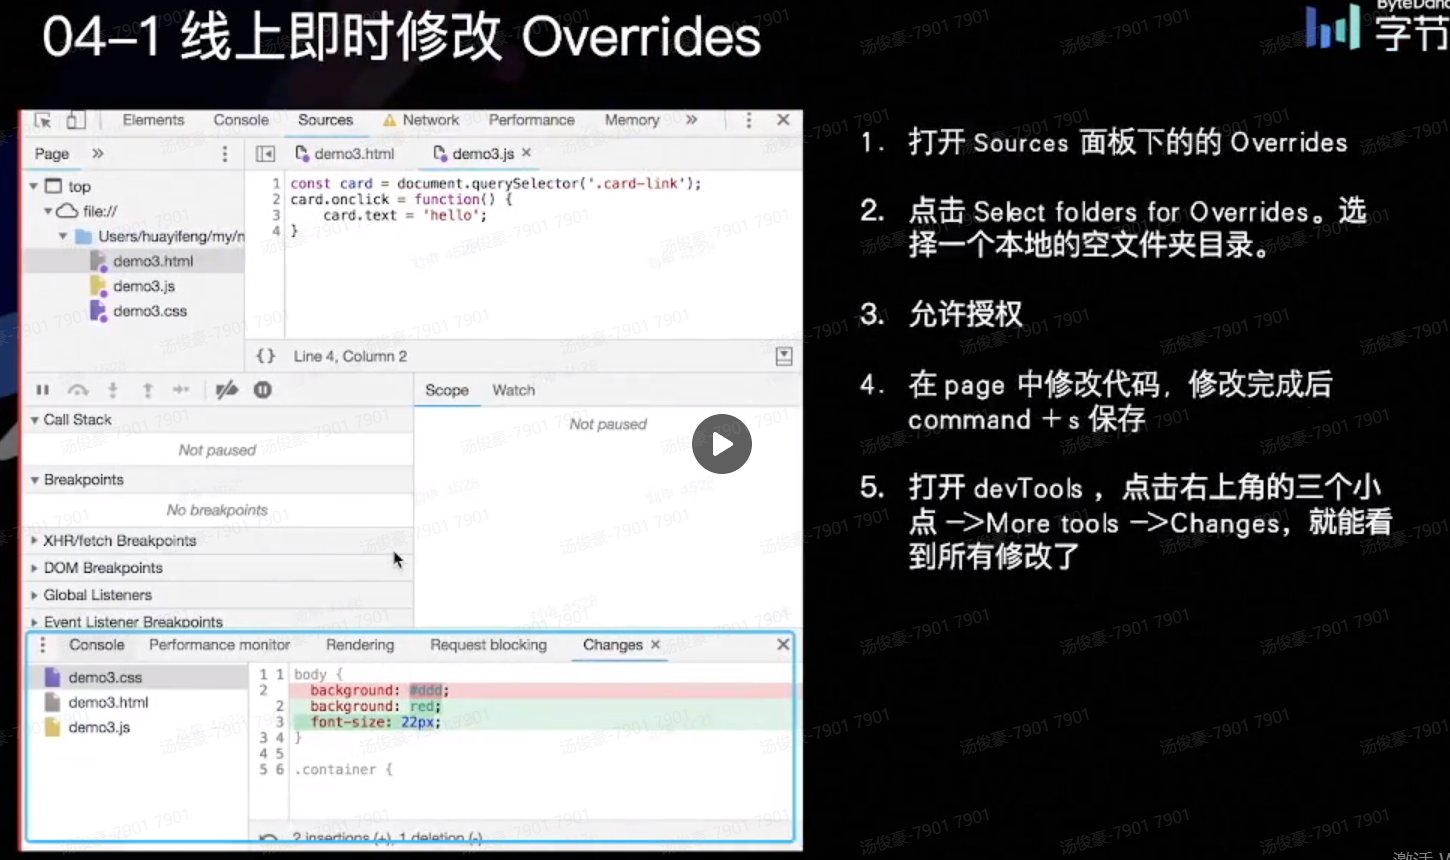 04-1 线上即时修改 Overrides
ByteDanc
字节
Elements Console Sources Network Performance Memory »
Page »
demo3.html demo3.js ×
top
file://
Users/huayifeng/my/n
demo3.html
demo3.js
demo3.css
1 const card = document.querySelector('.card-link');
2 card.onclick = function() {
3 card.text = 'hello';
4 }
{} Line 4, Column 2
Scope Watch
Call Stack
Not paused
Not paused
Breakpoints
No breakpoints
XHR/fetch Breakpoints
DOM Breakpoints
Global Listeners
Event Listener Breakpoints
Console Performance monitor Rendering Request blocking Changes ×
demo3.css
demo3.html
demo3.js
1 1 body {
2 background: #ddd;
2 background: red;
3 font-size: 22px;
3 4 }
4 5
5 6 .container {
2 insertions (+), 1 deletion (-)
1. 打开 Sources 面板下的的 Overrides
2. 点击 Select folders for Overrides。选
择一个本地的空文件夹目录。
3. 允许授权
4. 在 page 中修改代码，修改完成后
command + s 保存
5. 打开 devTools ，点击右上角的三个小
点 ->More tools ->Changes，就能看
到所有修改了
汤俊豪-7901 7901